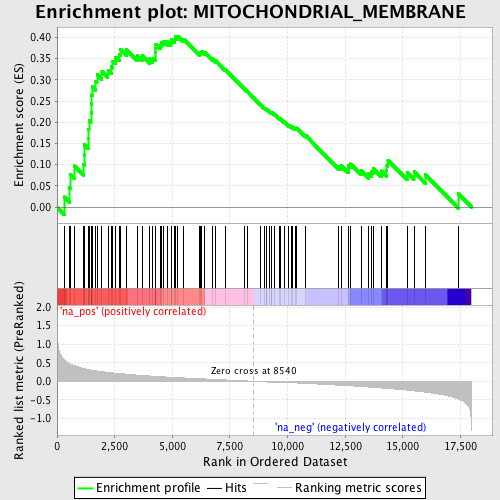 Enrichment plot: MITOCHONDRIAL_MEMBRANE
Enrichment score (ES)
0.40
0.35
0.30
0.25
0.20
0.15
0.10
0.05
0.00
'na_pos' (positively correlated)
Ranked list metric (PreRanked)
2.0
1.5
1.0
0.5
0.0
-0.5
-1.0
Zero cross at 8540
'na_neg' (negatively correlated)
0 2,500 5,000 7,500 10,000 12,500 15,000 17,500
Rank in Ordered Dataset
Enrichment profile Hits Ranking metric scores